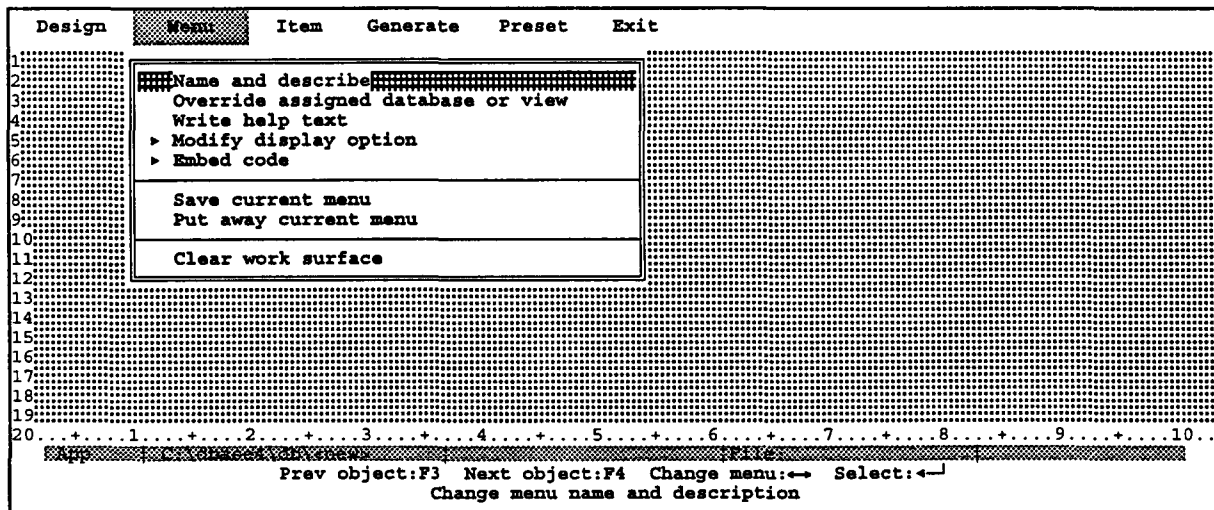 Design Menu Item Generate Preset Exit
1
2 Name and describe
3 Override assigned database or view
4 Write help text
5 ▸ Modify display option
6 ▸ Embed code
7
8 Save current menu
9 Put away current menu
10
11 Clear work surface
12
13
14
15
16
17
18
19
20...+....1....+....2....+....3....+....4....+....5....+....6....+....7....+....8....+....9....+....10..
App C:\dbase4\ File
Prev object:F3 Next object:F4 Change menu:↔ Select:↵
Change menu name and description